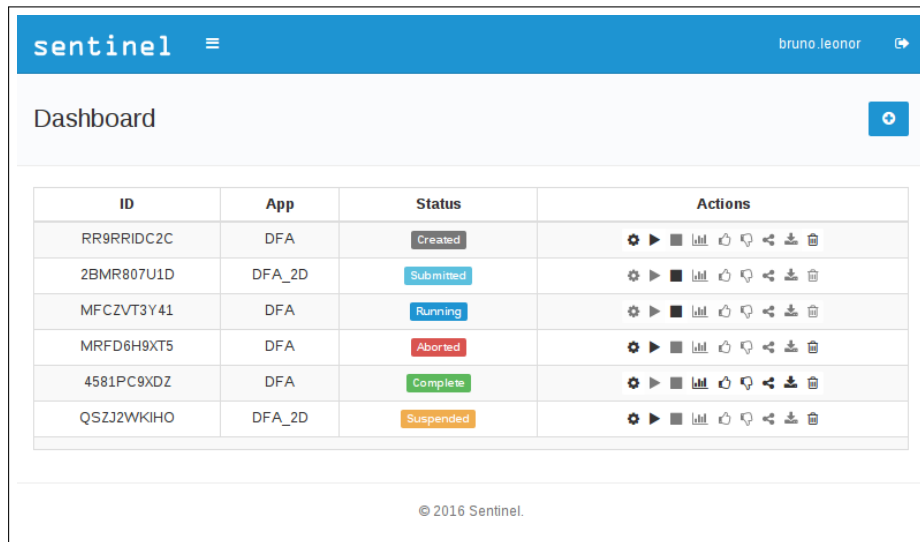 sentinel bruno.leonor
Dashboard
ID App Status Actions
RR9RRIDC2C DFA Created
2BMR807U1D DFA_2D Submitted
MFCZVT3Y41 DFA Running
MRFD6H9XT5 DFA Aborted
4581PC9XDZ DFA Complete
QSZJ2WKIHO DFA_2D Suspended
© 2016 Sentinel.